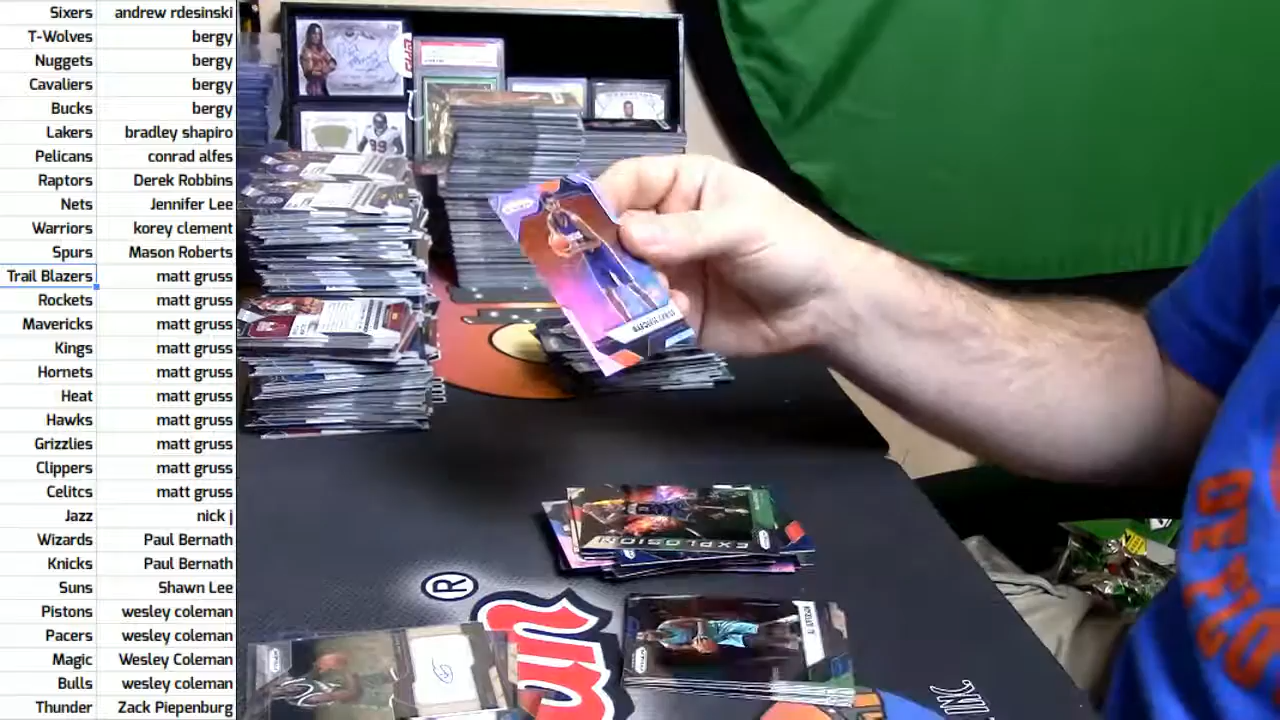 Sixers andrew rdesinski
T-Wolves bergy
Nuggets bergy
Cavaliers bergy
Bucks bergy
Lakers bradley shapiro
Pelicans conrad alfes
Raptors Derek Robbins
Nets Jennifer Lee
Warriors korey clement
Spurs Mason Roberts
Trail Blazers matt gruss
Rockets matt gruss
Mavericks matt gruss
Kings matt gruss
Hornets matt gruss
Heat matt gruss
Hawks matt gruss
Grizzlies matt gruss
Clippers matt gruss
Celitcs matt gruss
Jazz nick j
Wizards Paul Bernath
Knicks Paul Bernath
Suns Shawn Lee
Pistons wesley coleman
Pacers wesley coleman
Magic Wesley Coleman
Bulls wesley coleman
Thunder Zack Piepenburg
99
EXPLOSION
®